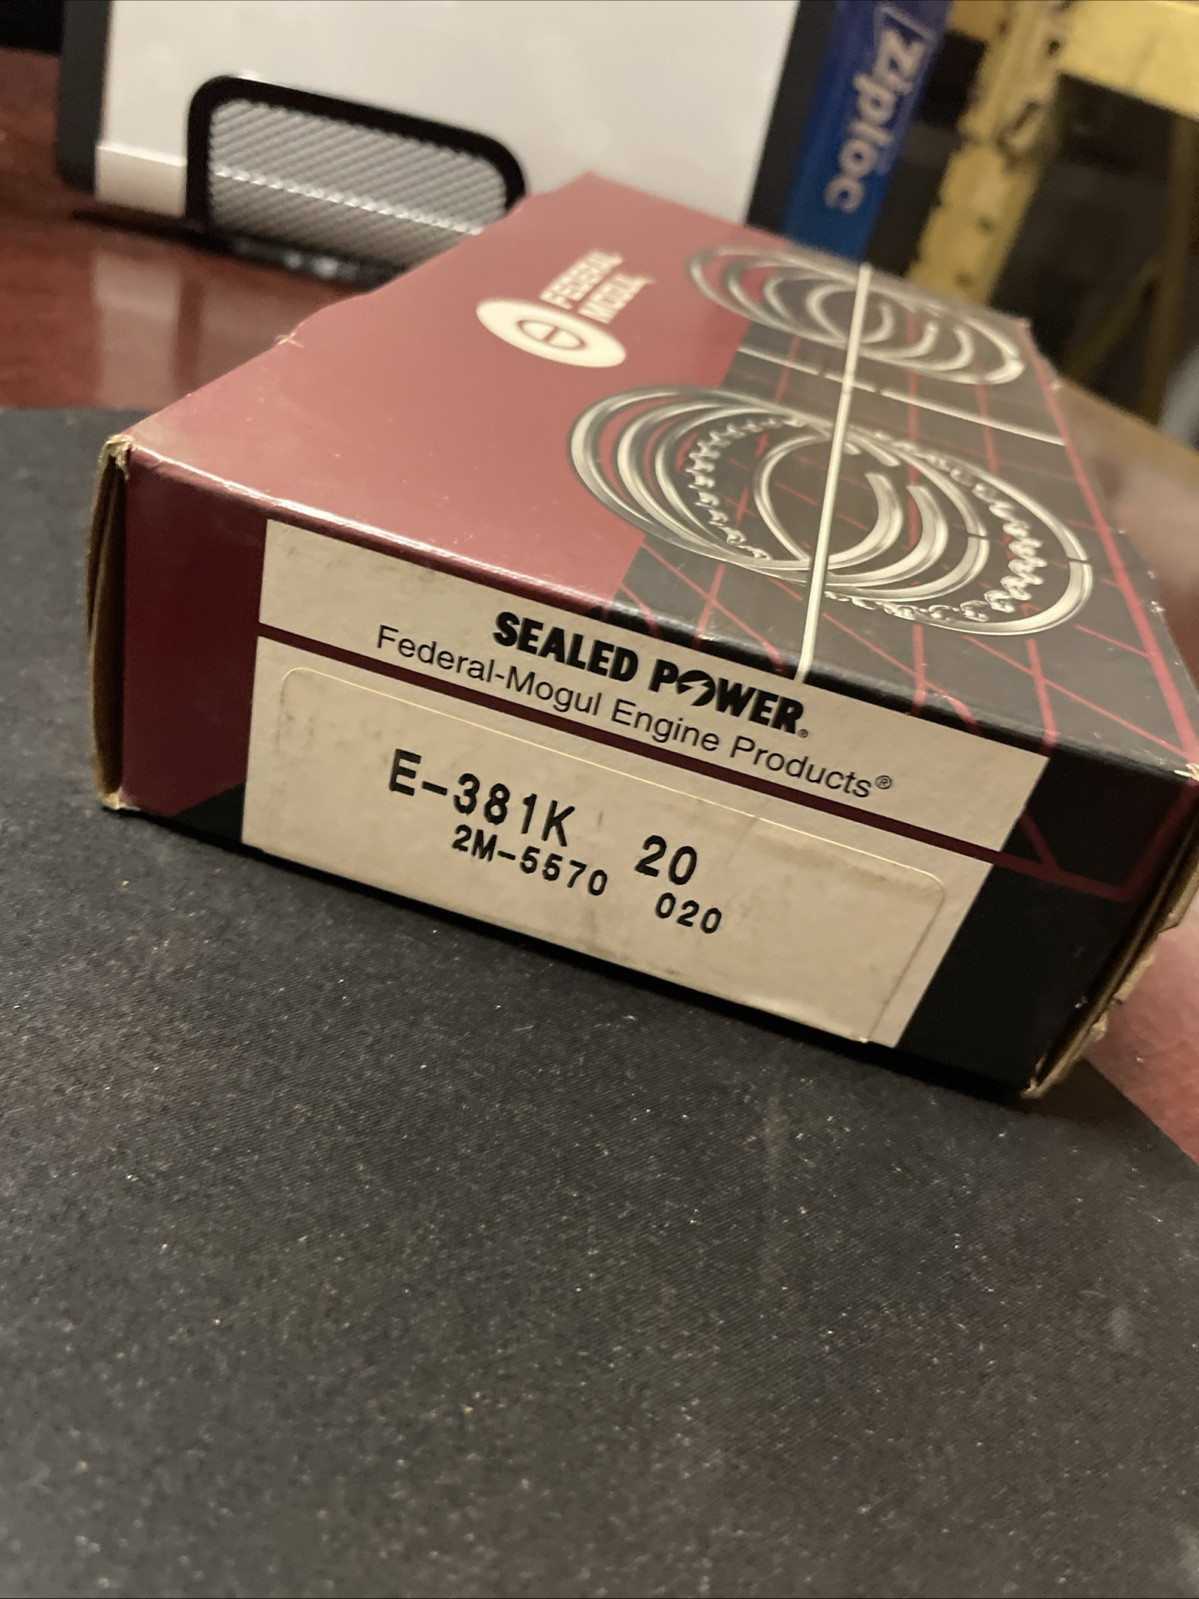 Ziploc
FEDERAL
MOGUL
SEALED POWER®
Federal-Mogul Engine Products®
E-381K 20
2M-5570 020